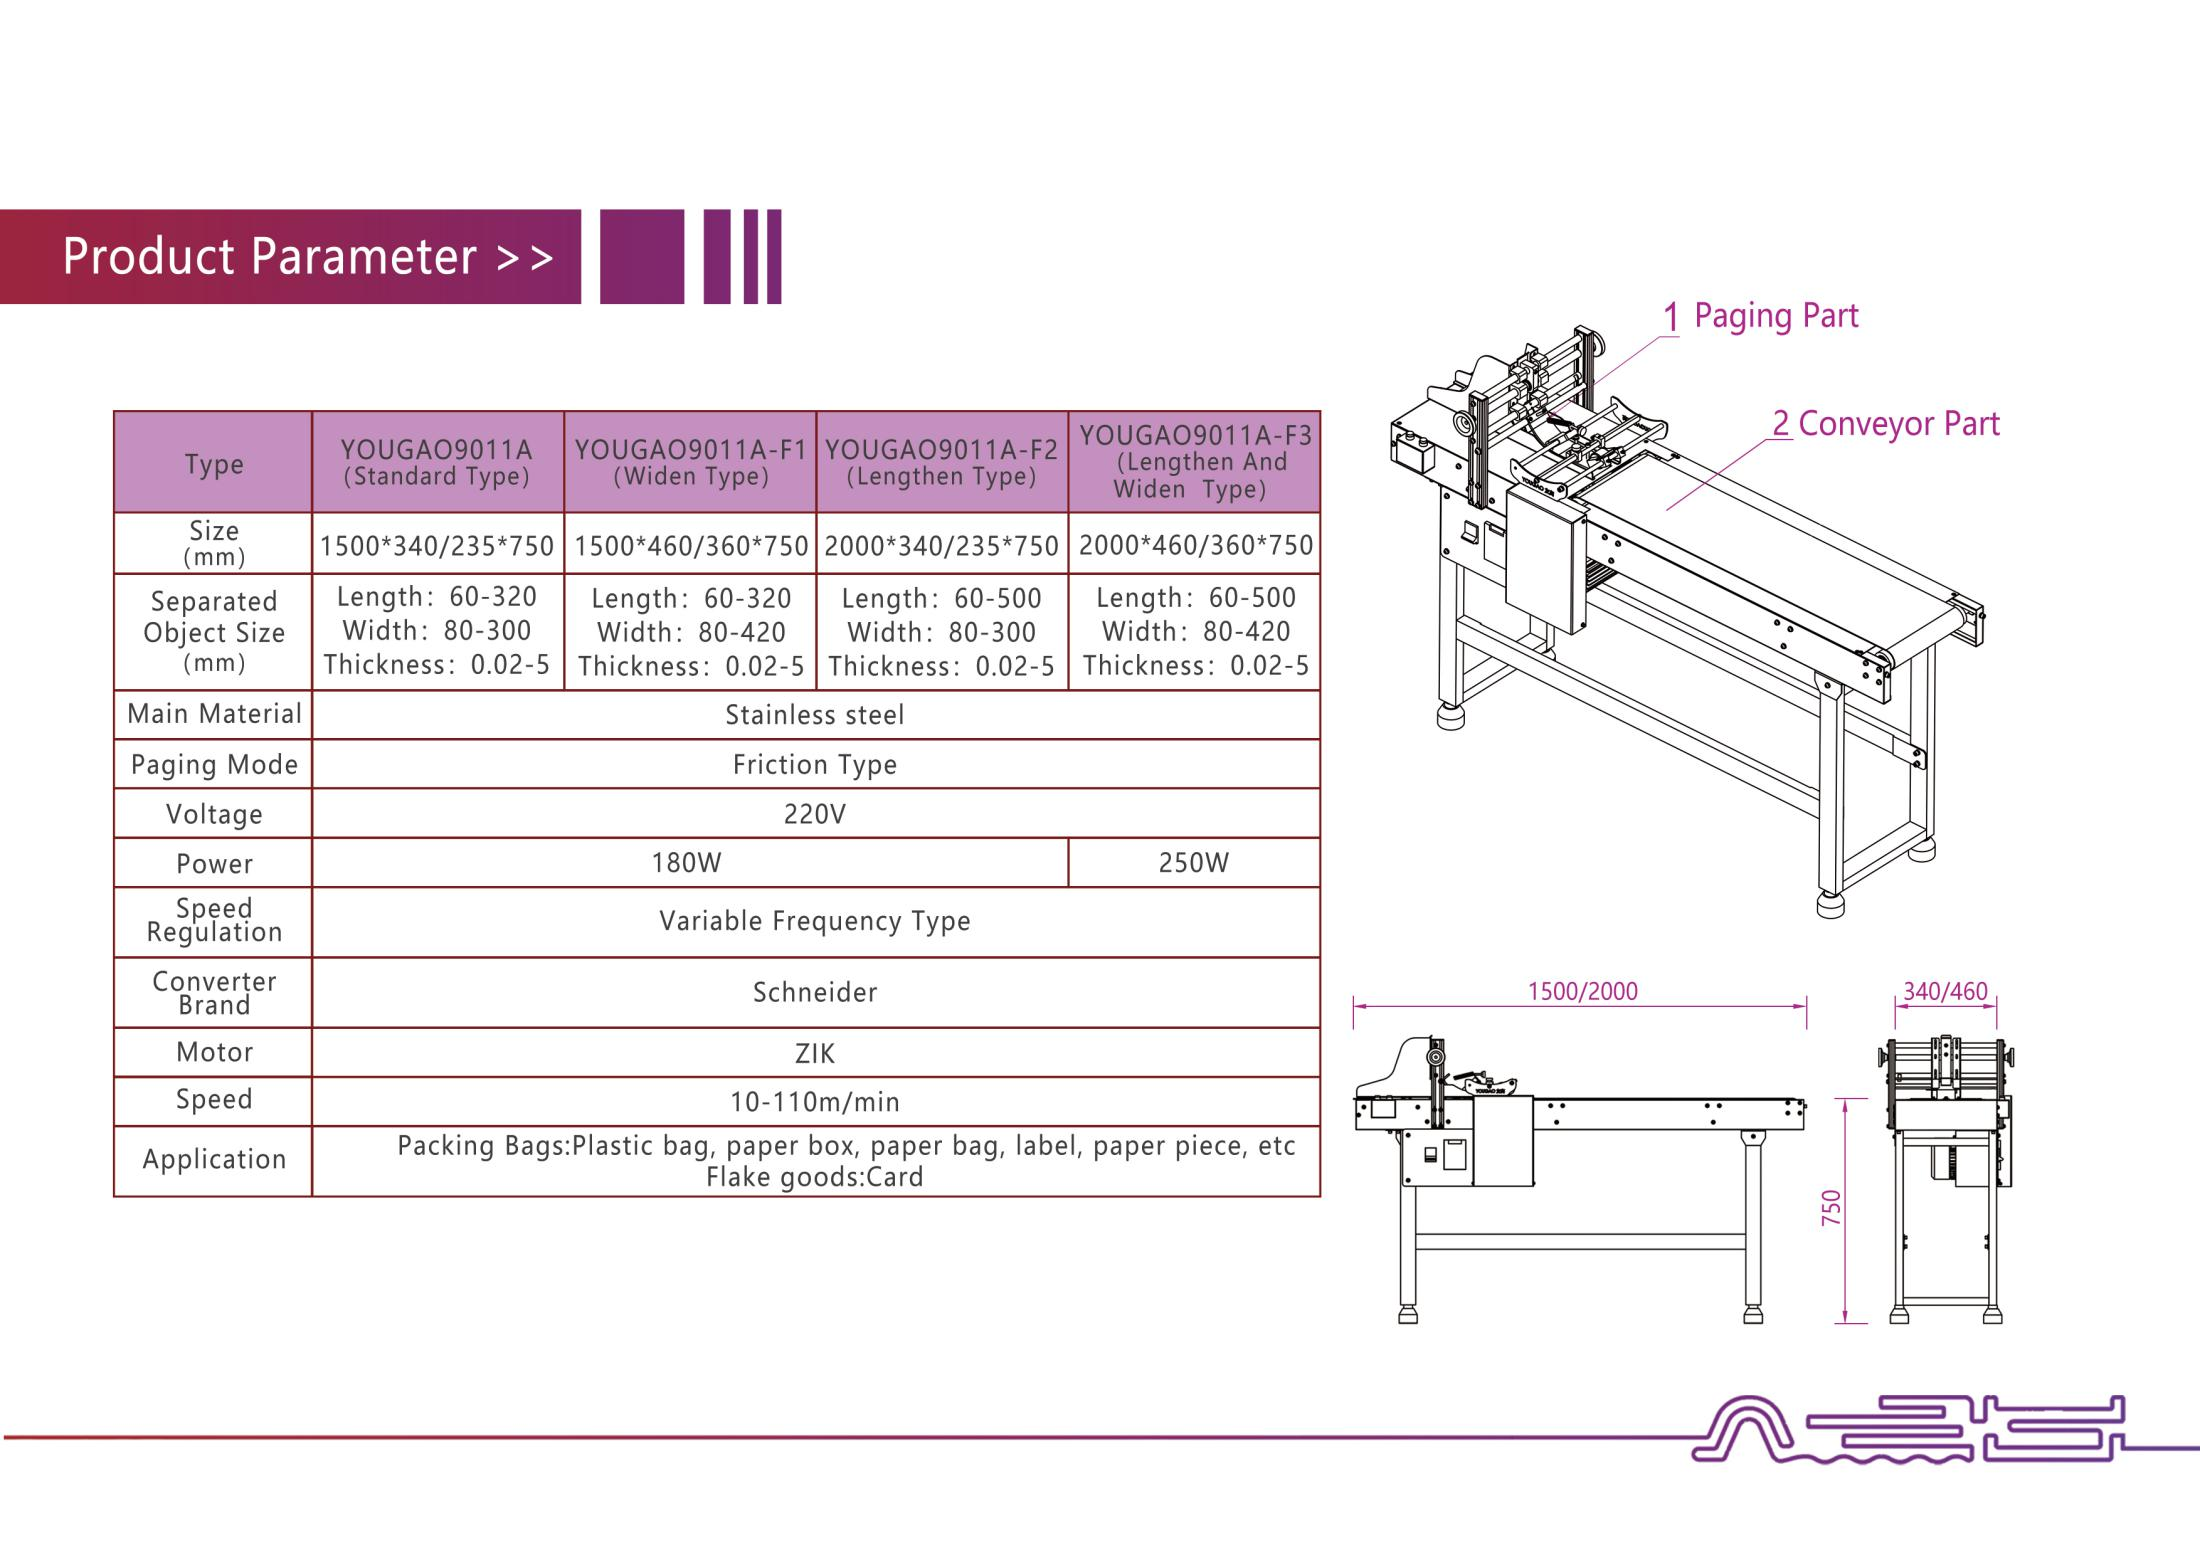 Product Parameter >>
1 Paging Part
2 Conveyor Part
Type
YOUGAO9011A
(Standard Type)
YOUGAO9011A-F1
(Widen Type)
YOUGAO9011A-F2
(Lengthen Type)
YOUGAO9011A-F3
(Lengthen And
Widen Type)
Size
(mm)
1500*340/235*750
1500*460/360*750
2000*340/235*750
2000*460/360*750
Separated
Object Size
(mm)
Length: 60-320
Width: 80-300
Thickness: 0.02-5
Length: 60-320
Width: 80-420
Thickness: 0.02-5
Length: 60-500
Width: 80-300
Thickness: 0.02-5
Length: 60-500
Width: 80-420
Thickness: 0.02-5
Main Material
Stainless steel
Paging Mode
Friction Type
Voltage
220V
Power
180W
250W
Speed
Regulation
Variable Frequency Type
Converter
Brand
Schneider
Motor
ZIK
Speed
10-110m/min
Application
Packing Bags:Plastic bag, paper box, paper bag, label, paper piece, etc
Flake goods:Card
YOUGAO
1500/2000
340/460
YOUGAO
750